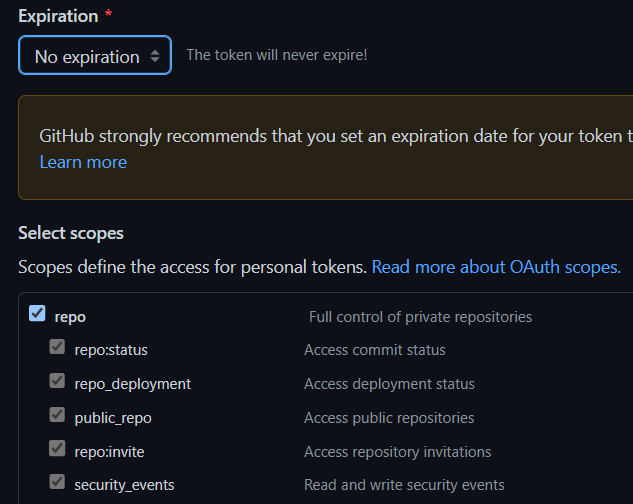 Expiration *
No expiration The token will never expire!
GitHub strongly recommends that you set an expiration date for your token t
Learn more
Select scopes
Scopes define the access for personal tokens. Read more about OAuth scopes.
repo Full control of private repositories
repo:status Access commit status
repo_deployment Access deployment status
public_repo Access public repositories
repo:invite Access repository invitations
security_events Read and write security events